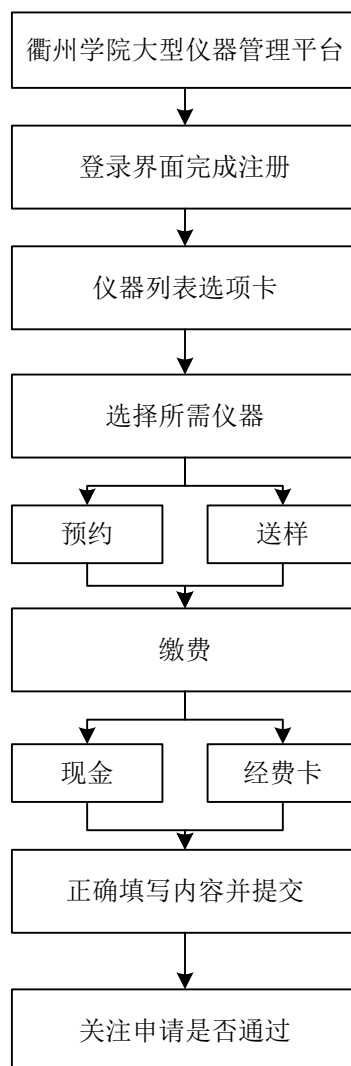 衢州学院大型仪器管理平台
登录界面完成注册
仪器列表选项卡
选择所需仪器
预约
送样
缴费
现金
经费卡
正确填写内容并提交
关注申请是否通过